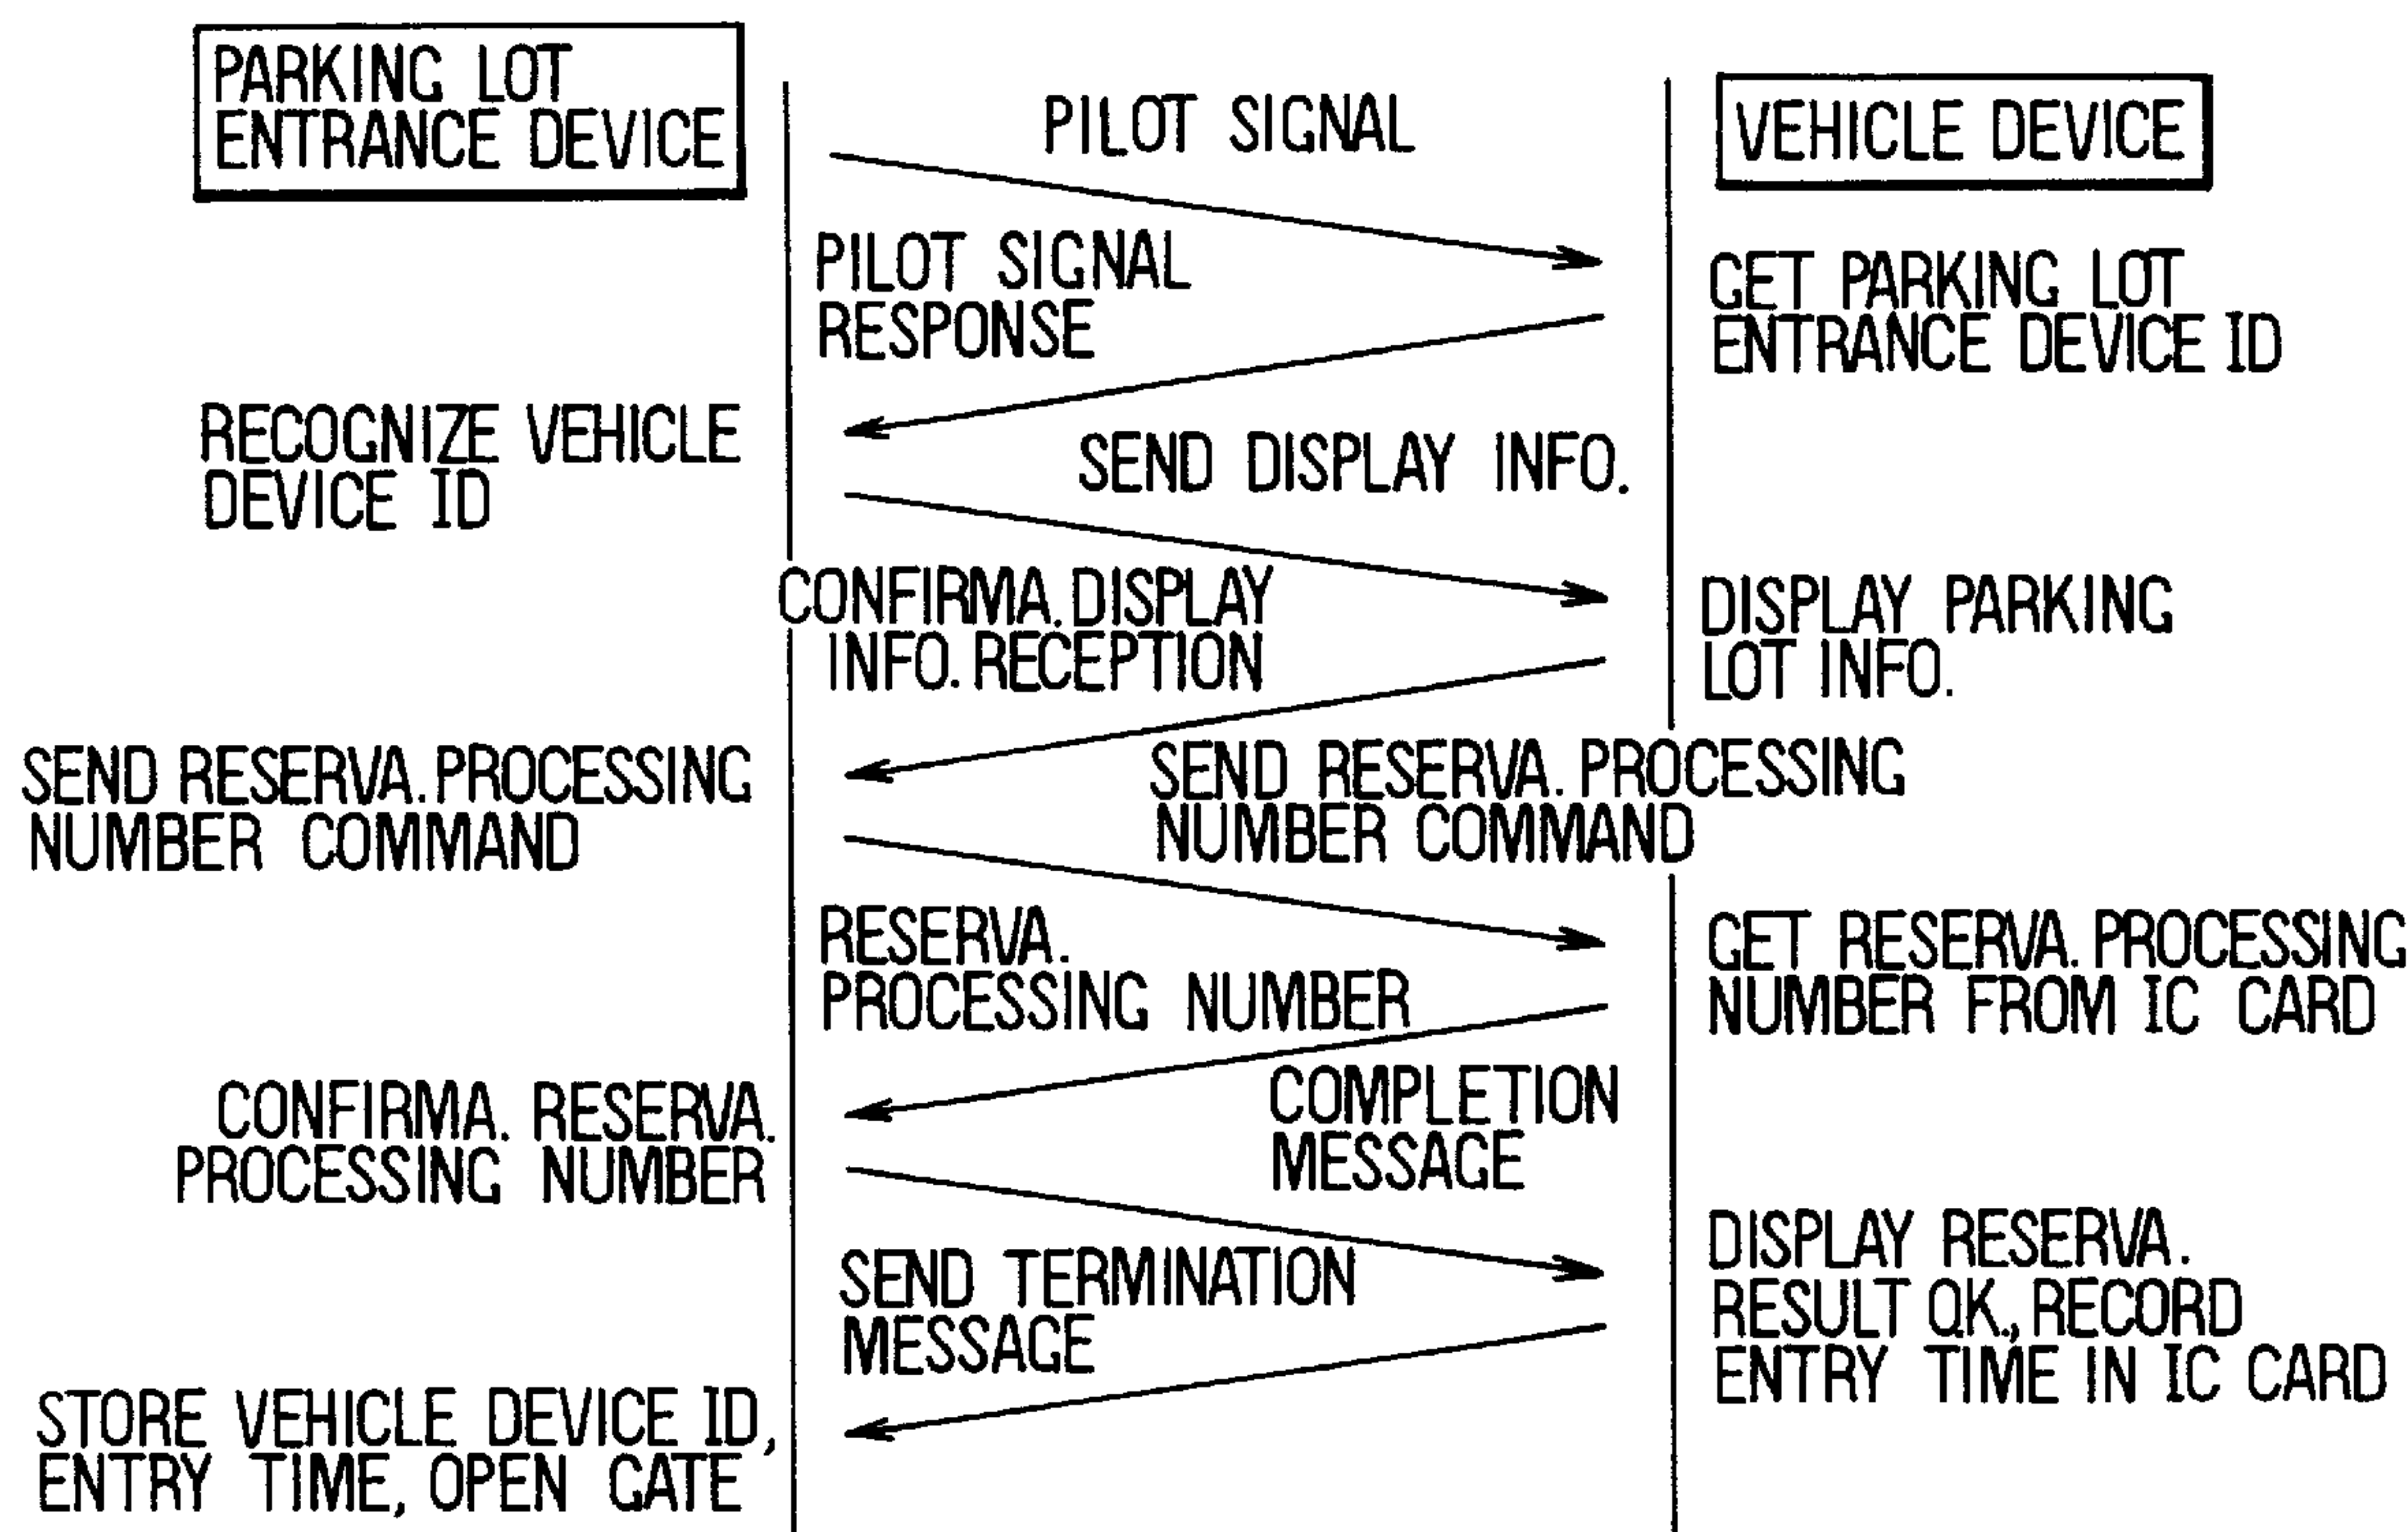 PARKING LOT
ENTRANCE DEVICE
PILOT SIGNAL
VEHICLE DEVICE
PILOT SIGNAL
RESPONSE
GET PARKING LOT
ENTRANCE DEVICE ID
RECOGNIZE VEHICLE
DEVICE ID
SEND DISPLAY INFO.
CONFIRMA. DISPLAY
INFO. RECEPTION
DISPLAY PARKING
LOT INFO.
SEND RESERVA. PROCESSING
NUMBER COMMAND
SEND RESERVA. PROCESSING
NUMBER COMMAND
RESERVA.
PROCESSING NUMBER
GET RESERVA. PROCESSING
NUMBER FROM IC CARD
CONFIRMA. RESERVA.
PROCESSING NUMBER
COMPLETION
MESSAGE
SEND TERMINATION
MESSAGE
DISPLAY RESERVA.
RESULT OK., RECORD
ENTRY TIME IN IC CARD
STORE VEHICLE DEVICE ID,
ENTRY TIME, OPEN GATE